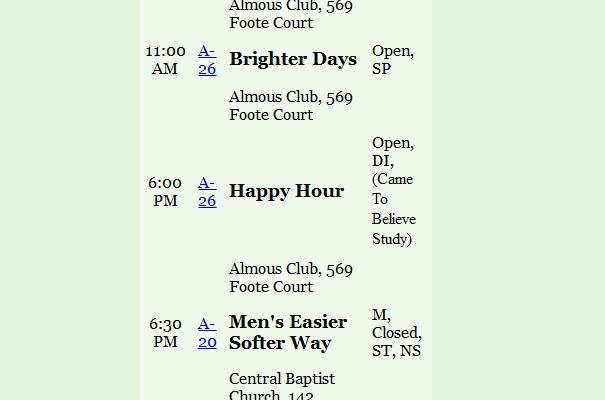 Almous Club, 569
Foote Court
11:00
AM
A-
26
Brighter Days
Open,
SP
Almous Club, 569
Foote Court
6:00
PM
A-
26
Happy Hour
Open,
DI,
(Came
To
Believe
Study)
Almous Club, 569
Foote Court
6:30
PM
A-
20
Men's Easier
Softer Way
M,
Closed,
ST, NS
Central Baptist
Church, 142